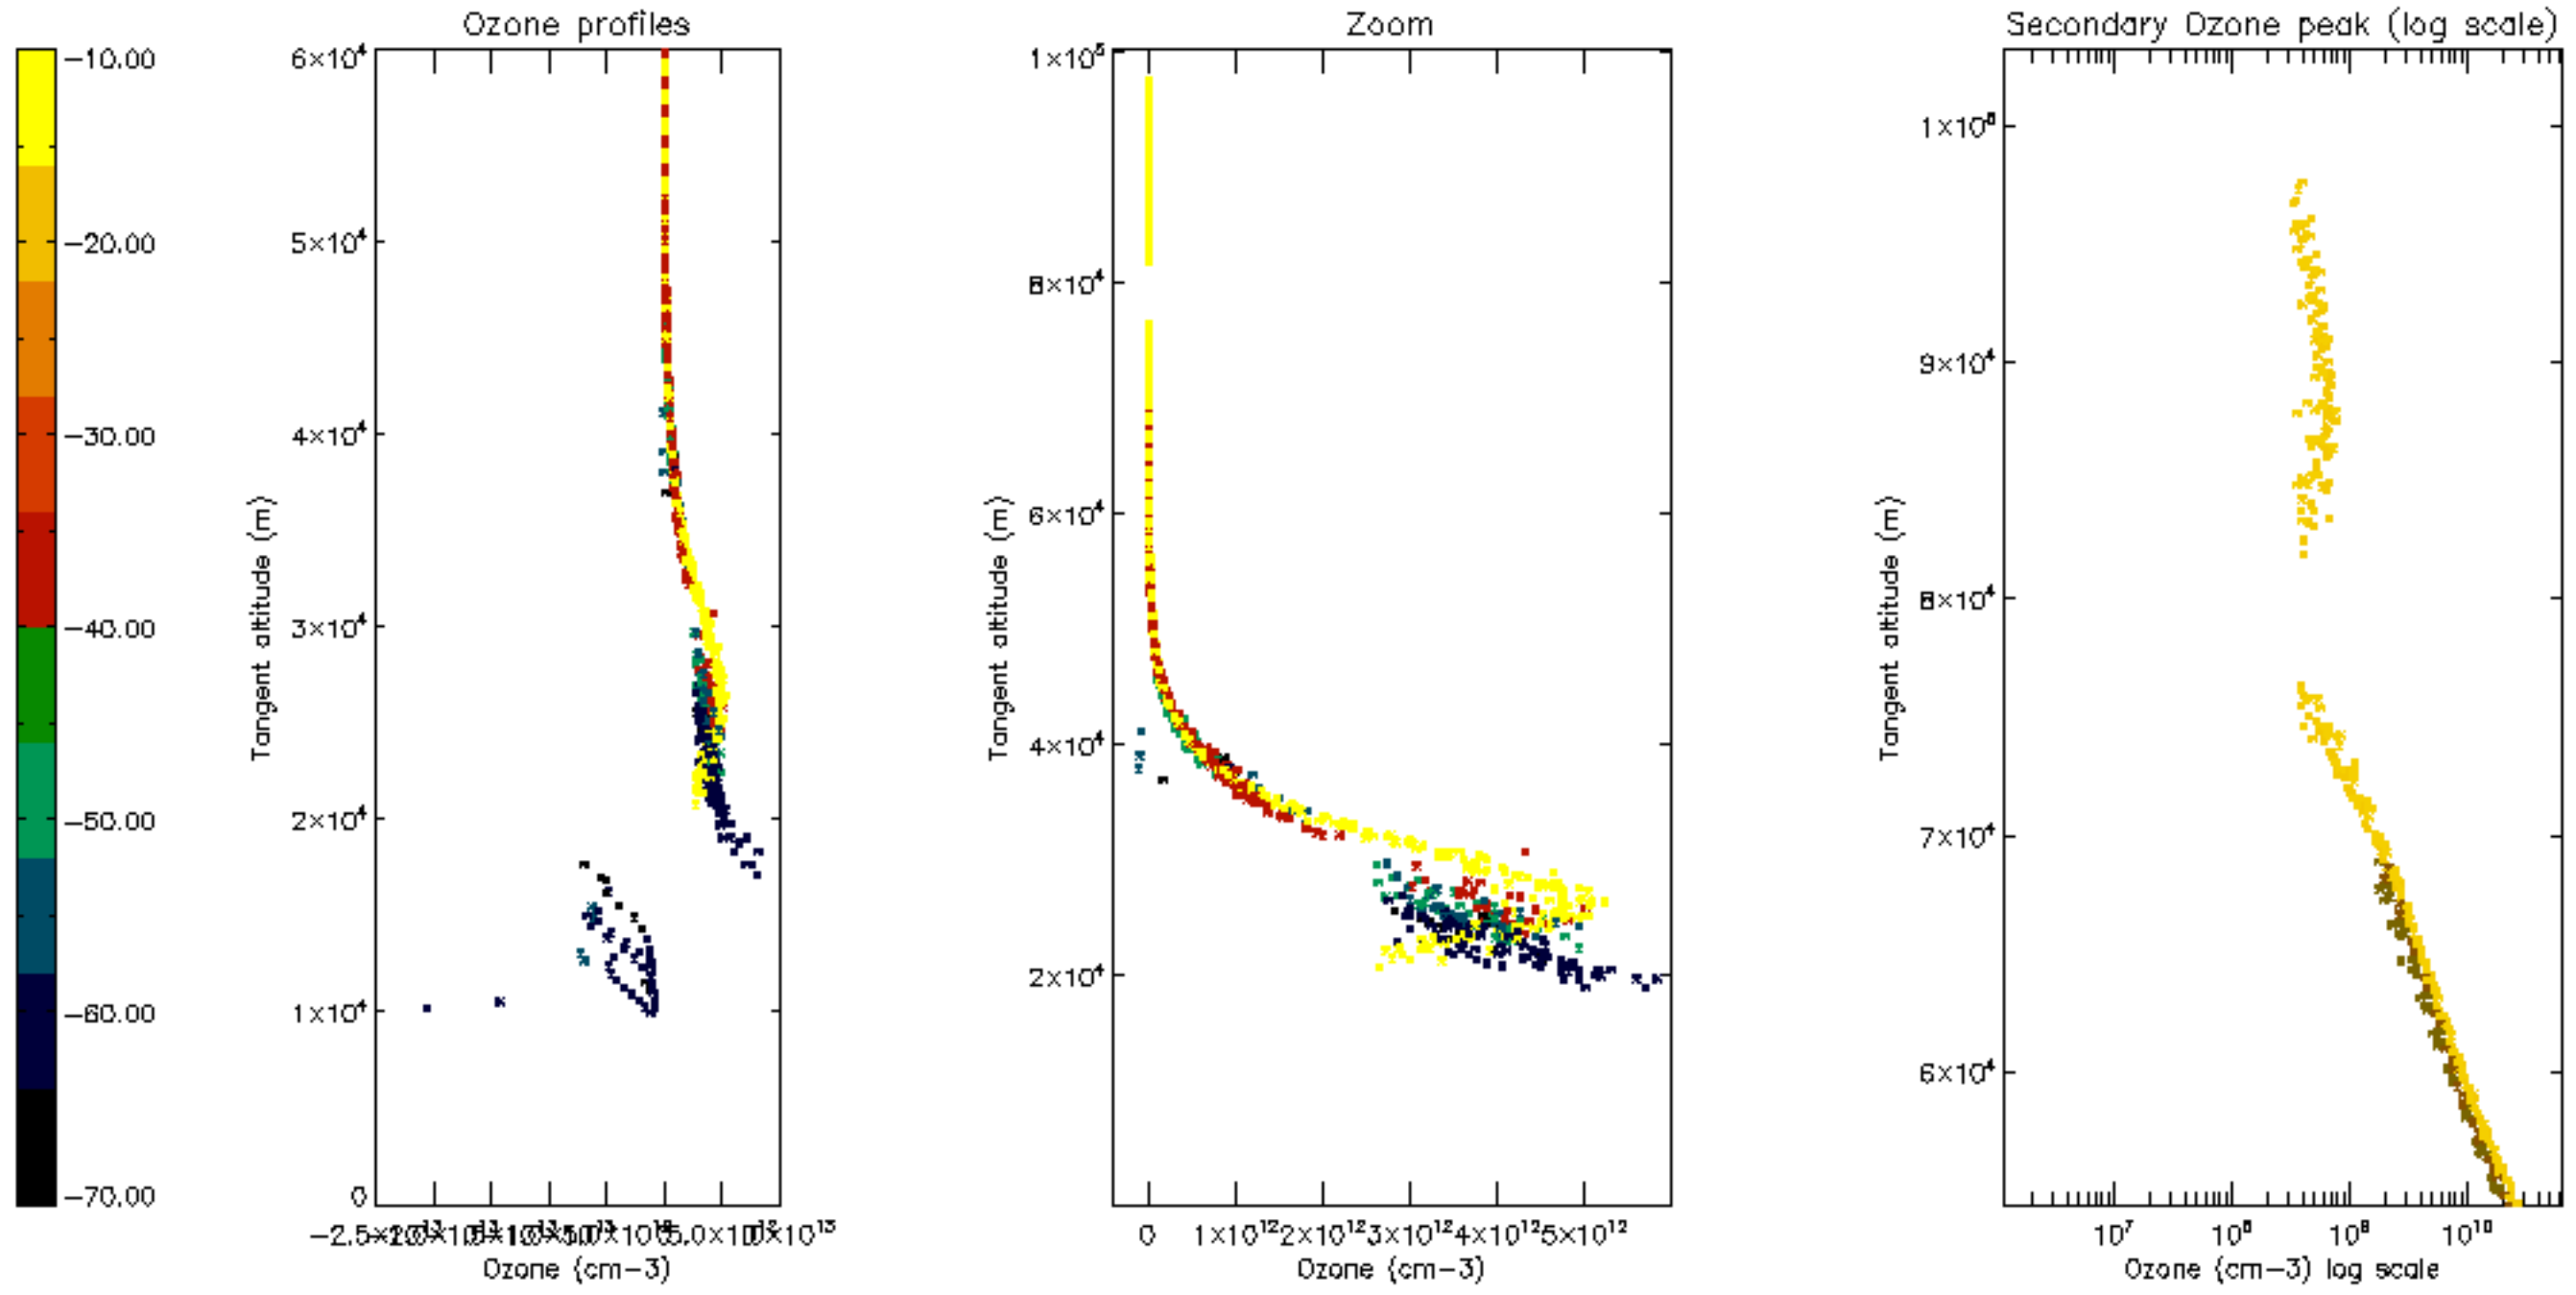 Ozone profiles
Zoom
Secondary Ozone peak (log scale)
−10.00
−20.00
−30.00
−40.00
−50.00
−60.00
−70.00
6×10⁴
5×10⁴
4×10⁴
3×10⁴
2×10⁴
1×10⁴
0
Tangent altitude (m)
Ozone (cm−3)
1×10⁵
8×10⁴
6×10⁴
4×10⁴
2×10⁴
Tangent altitude (m)
0 1×10¹² 2×10¹² 3×10¹² 4×10¹² 5×10¹²
Ozone (cm−3)
1×10⁵
9×10⁴
8×10⁴
7×10⁴
6×10⁴
Tangent altitude (m)
10⁷ 10⁸ 10⁹ 10¹⁰
Ozone (cm−3) log scale